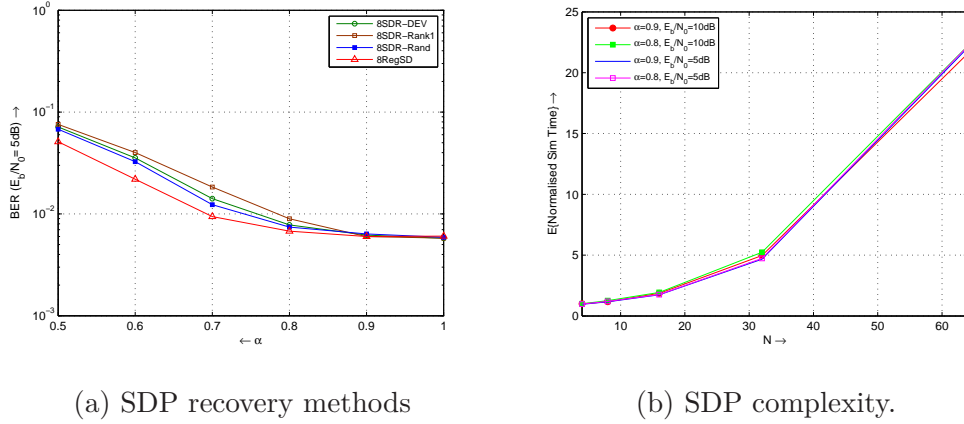 10⁰
10⁻¹
10⁻²
10⁻³
BER (E_b/N_0 = 5dB) →
0.5 0.6 0.7 0.8 0.9 1
← α
8SDR−DEV
8SDR−Rank1
8SDR−Rand
8RegSD
(a) SDP recovery methods
25
20
15
10
5
0
E{Normalised Sim Time} →
10 20 30 40 50 60
N →
α=0.9, E_b/N_0=10dB
α=0.8, E_b/N_0=10dB
α=0.9, E_b/N_0=5dB
α=0.8, E_b/N_0=5dB
(b) SDP complexity.